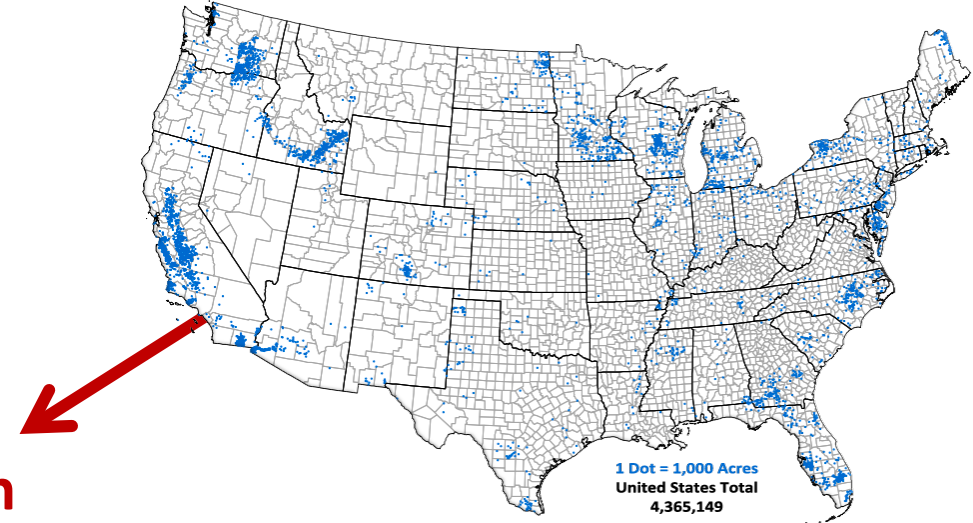 1 Dot = 1,000 Acres
United States Total
4,365,149